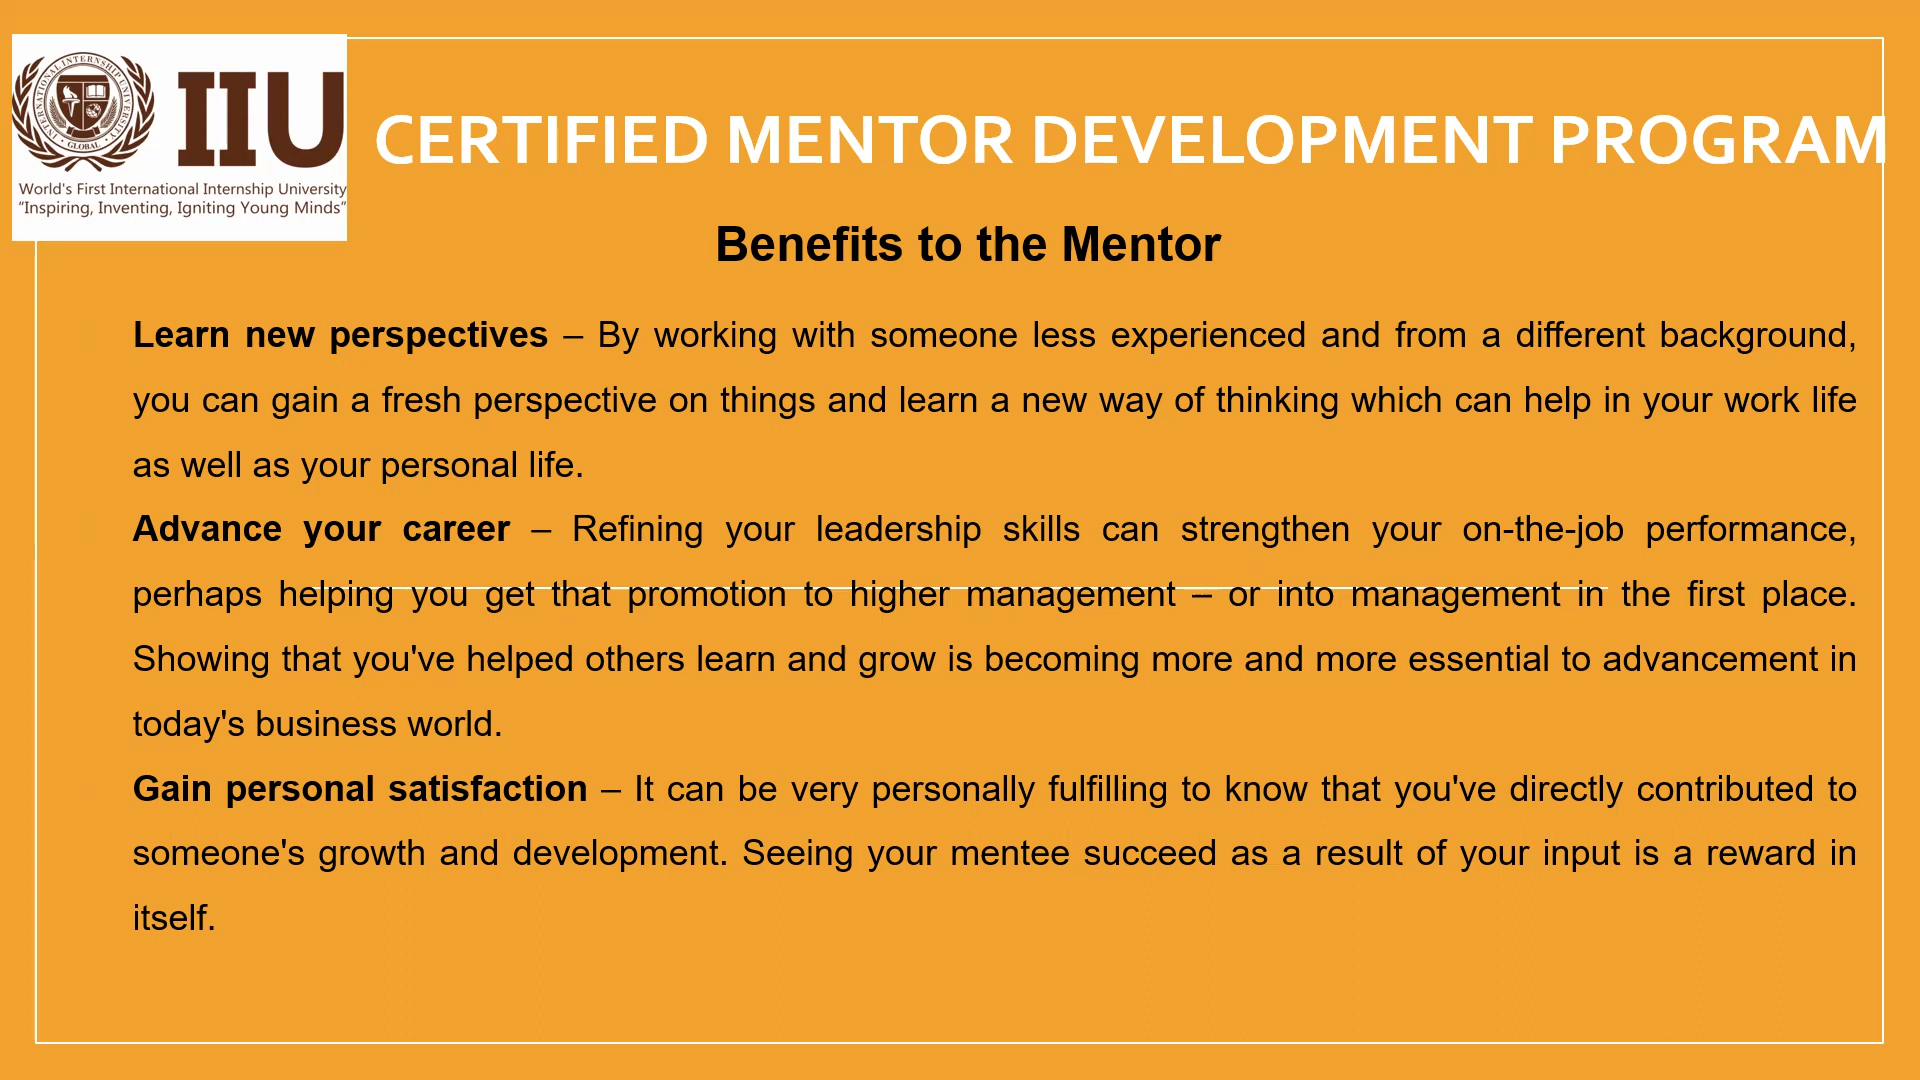 INTERNATIONAL INTERNSHIP UNIVERSITY
GLOBAL
IIU
World's First International Internship University
“Inspiring, Inventing, Igniting Young Minds”
CERTIFIED MENTOR DEVELOPMENT PROGRAM
Benefits to the Mentor
Learn new perspectives – By working with someone less experienced and from a different background,
you can gain a fresh perspective on things and learn a new way of thinking which can help in your work life
as well as your personal life.
Advance your career – Refining your leadership skills can strengthen your on-the-job performance,
perhaps helping you get that promotion to higher management – or into management in the first place.
Showing that you've helped others learn and grow is becoming more and more essential to advancement in
today's business world.
Gain personal satisfaction – It can be very personally fulfilling to know that you've directly contributed to
someone's growth and development. Seeing your mentee succeed as a result of your input is a reward in
itself.